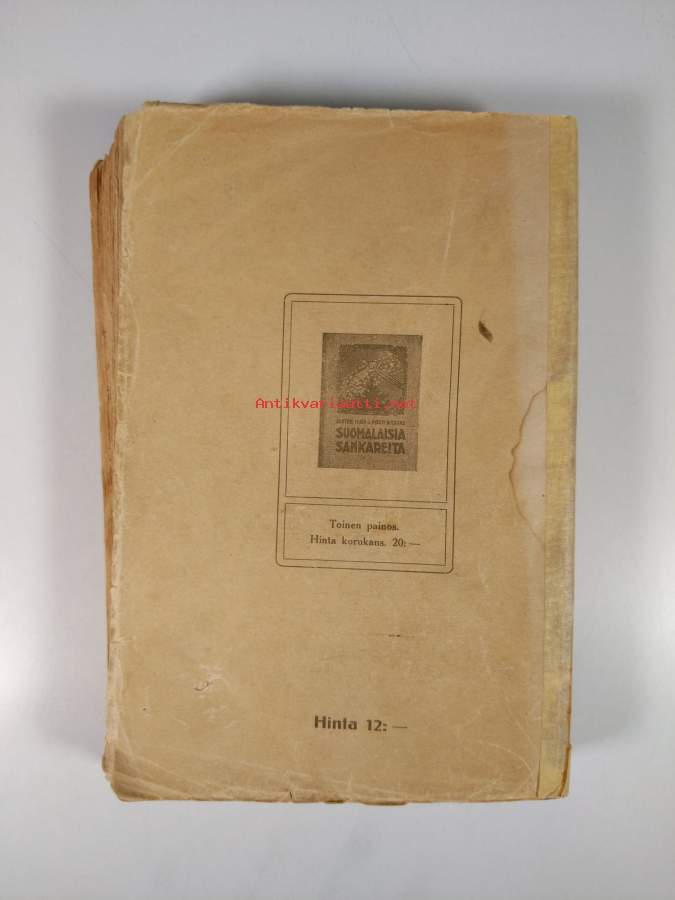 Antikvariaatti.net
SUOMALAISIA
SANKAREITA
Toinen painos.
Hinta korukans. 20: —
Hinta 12: —